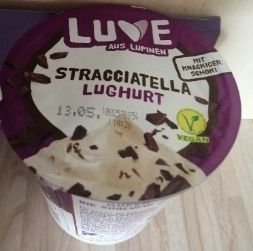 LUVE
AUS LUPINEN
MIT
KNACKIGER
SCHOKI
STRACCIATELLA
LUGHURT
13.05.
VEGAN